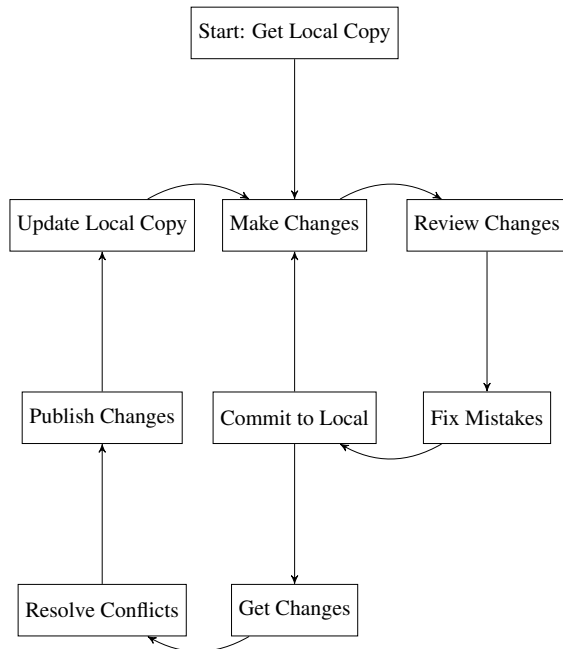 Start: Get Local Copy
Update Local Copy
Make Changes
Review Changes
Publish Changes
Commit to Local
Fix Mistakes
Resolve Conflicts
Get Changes